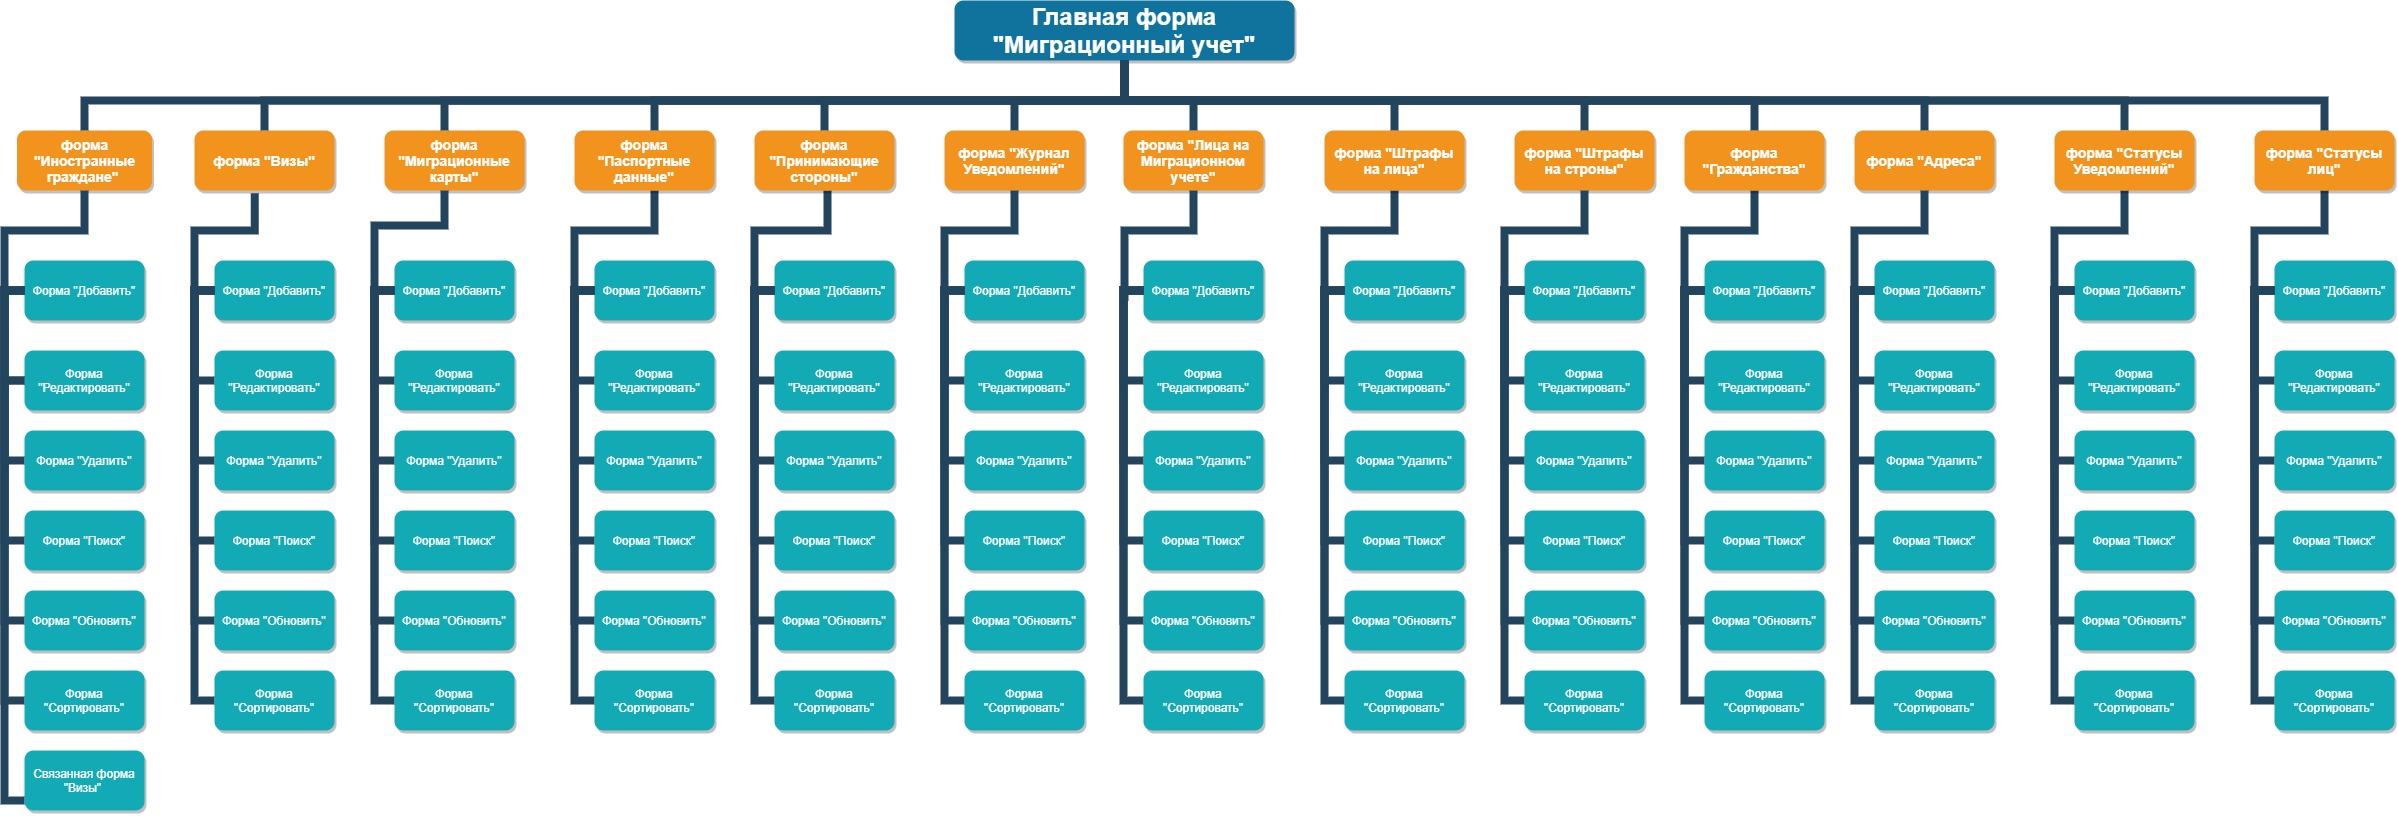 Главная форма
"Миграционный учет"
форма
"Иностранные
граждане"
форма "Визы"
форма
"Миграционные
карты"
форма
"Паспортные
данные"
форма
"Принимающие
стороны"
форма "Журнал
Уведомлений"
форма "Лица на
Миграционном
учете"
форма "Штрафы
на лица"
форма "Штрафы
на строны"
форма
"Гражданства"
форма "Адреса"
форма "Статусы
Уведомлений"
форма "Статусы
лиц"
Форма "Добавить"
Форма "Добавить"
Форма "Добавить"
Форма "Добавить"
Форма "Добавить"
Форма "Добавить"
Форма "Добавить"
Форма "Добавить"
Форма "Добавить"
Форма "Добавить"
Форма "Добавить"
Форма "Добавить"
Форма "Добавить"
Форма
"Редактировать"
Форма
"Редактировать"
Форма
"Редактировать"
Форма
"Редактировать"
Форма
"Редактировать"
Форма
"Редактировать"
Форма
"Редактировать"
Форма
"Редактировать"
Форма
"Редактировать"
Форма
"Редактировать"
Форма
"Редактировать"
Форма
"Редактировать"
Форма
"Редактировать"
Форма "Удалить"
Форма "Удалить"
Форма "Удалить"
Форма "Удалить"
Форма "Удалить"
Форма "Удалить"
Форма "Удалить"
Форма "Удалить"
Форма "Удалить"
Форма "Удалить"
Форма "Удалить"
Форма "Удалить"
Форма "Удалить"
Форма "Поиск"
Форма "Поиск"
Форма "Поиск"
Форма "Поиск"
Форма "Поиск"
Форма "Поиск"
Форма "Поиск"
Форма "Поиск"
Форма "Поиск"
Форма "Поиск"
Форма "Поиск"
Форма "Поиск"
Форма "Поиск"
Форма "Обновить"
Форма "Обновить"
Форма "Обновить"
Форма "Обновить"
Форма "Обновить"
Форма "Обновить"
Форма "Обновить"
Форма "Обновить"
Форма "Обновить"
Форма "Обновить"
Форма "Обновить"
Форма "Обновить"
Форма "Обновить"
Форма
"Сортировать"
Форма
"Сортировать"
Форма
"Сортировать"
Форма
"Сортировать"
Форма
"Сортировать"
Форма
"Сортировать"
Форма
"Сортировать"
Форма
"Сортировать"
Форма
"Сортировать"
Форма
"Сортировать"
Форма
"Сортировать"
Форма
"Сортировать"
Форма
"Сортировать"
Связанная форма
"Визы"